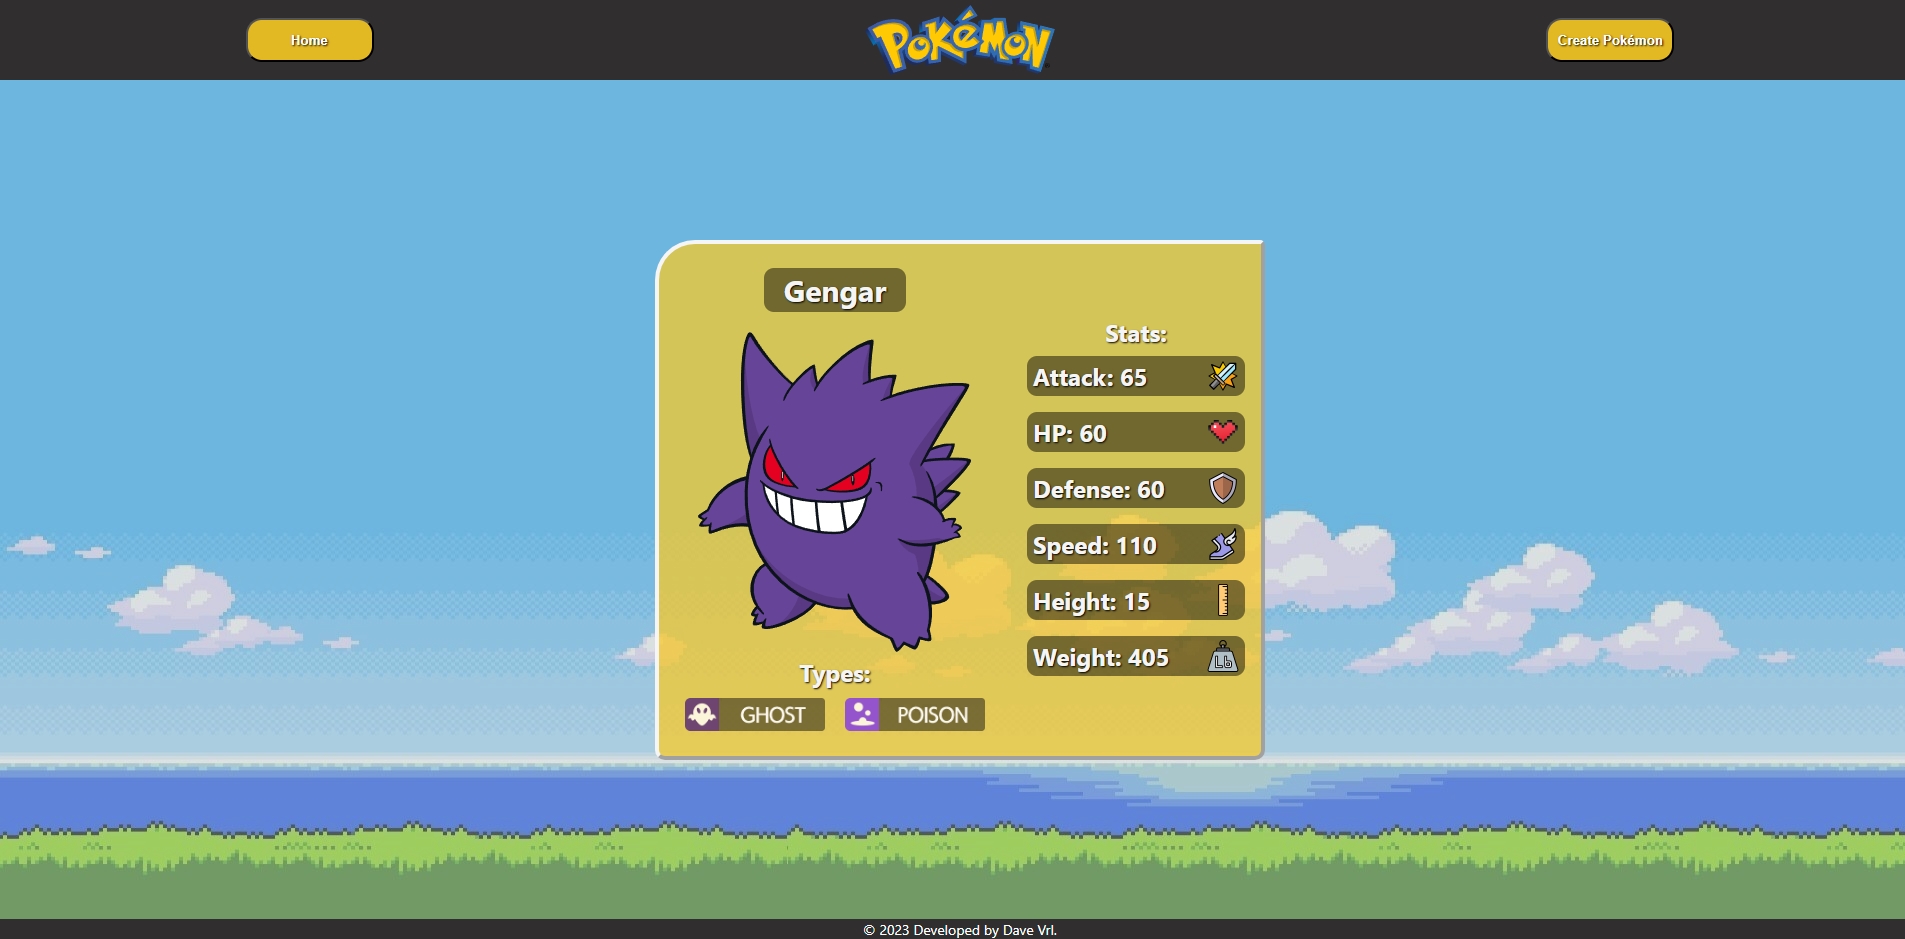 Home
POKéMON
Create Pokémon
Gengar
Stats:
Attack: 65
HP: 60
Defense: 60
Speed: 110
Height: 15
Weight: 405
Lb
Types:
GHOST
POISON
© 2023 Developed by Dave Vrl.